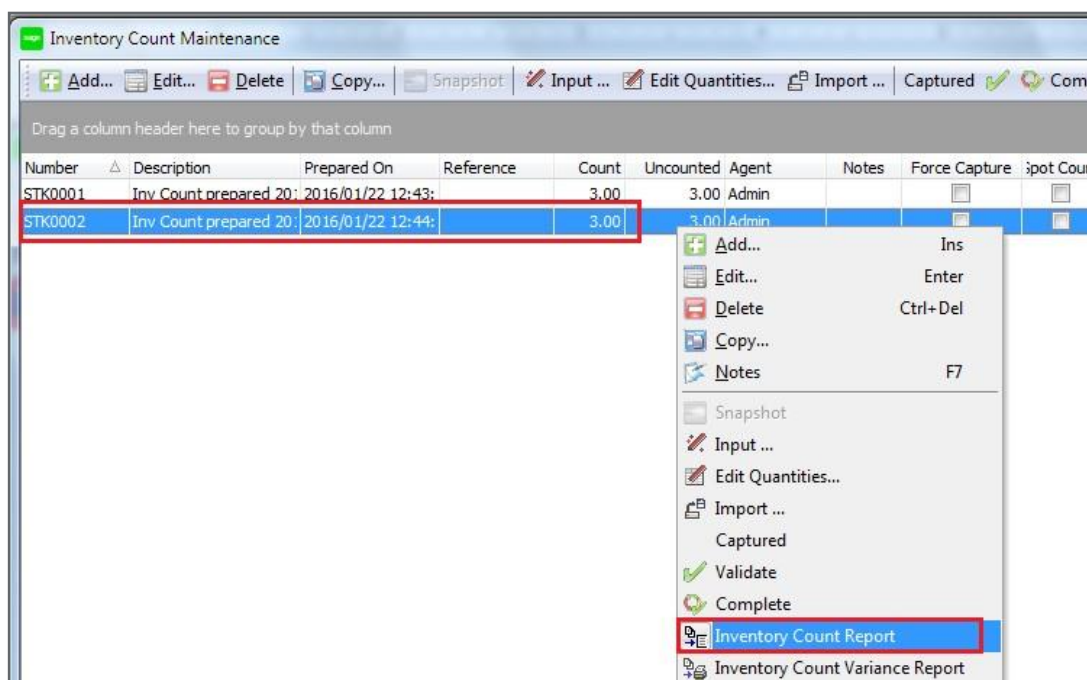 sage Inventory Count Maintenance
Add... Edit... Delete Copy... Snapshot Input ... Edit Quantities... Import ... Captured Com
Drag a column header here to group by that column
Number Description Prepared On Reference Count Uncounted Agent Notes Force Capture Spot Cou
STK0001 Inv Count prepared 20: 2016/01/22 12:43: 3.00 3.00 Admin
STK0002 Inv Count prepared 20: 2016/01/22 12:44: 3.00 3.00 Admin
Add... Ins
Edit... Enter
Delete Ctrl+Del
Copy...
Notes F7
Snapshot
Input ...
Edit Quantities...
Import ...
Captured
Validate
Complete
Inventory Count Report
Inventory Count Variance Report